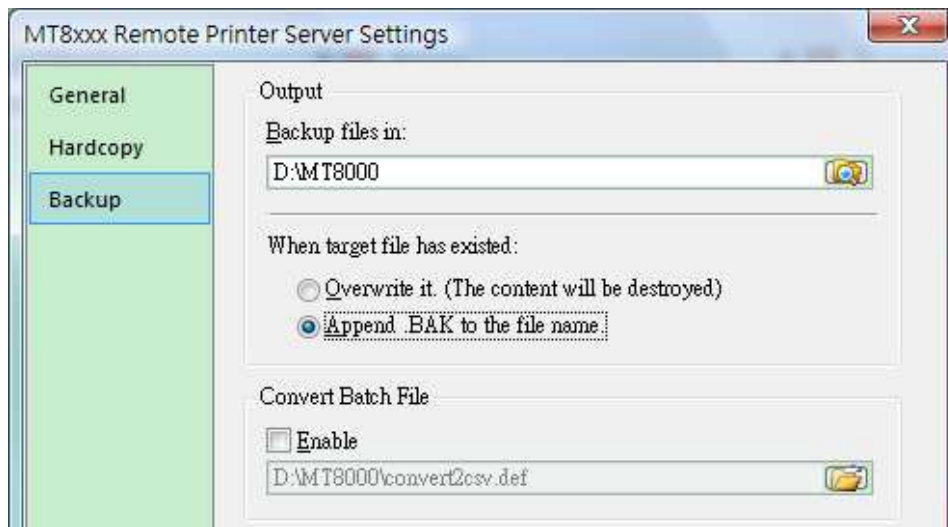 MT8xxx Remote Printer Server Settings
General
Hardcopy
Backup
Output
Backup files in:
D:\MT8000
When target file has existed:
Overwrite it. (The content will be destroyed)
Append .BAK to the file name.
Convert Batch File
Enable
D:\MT8000\convert2csv.def